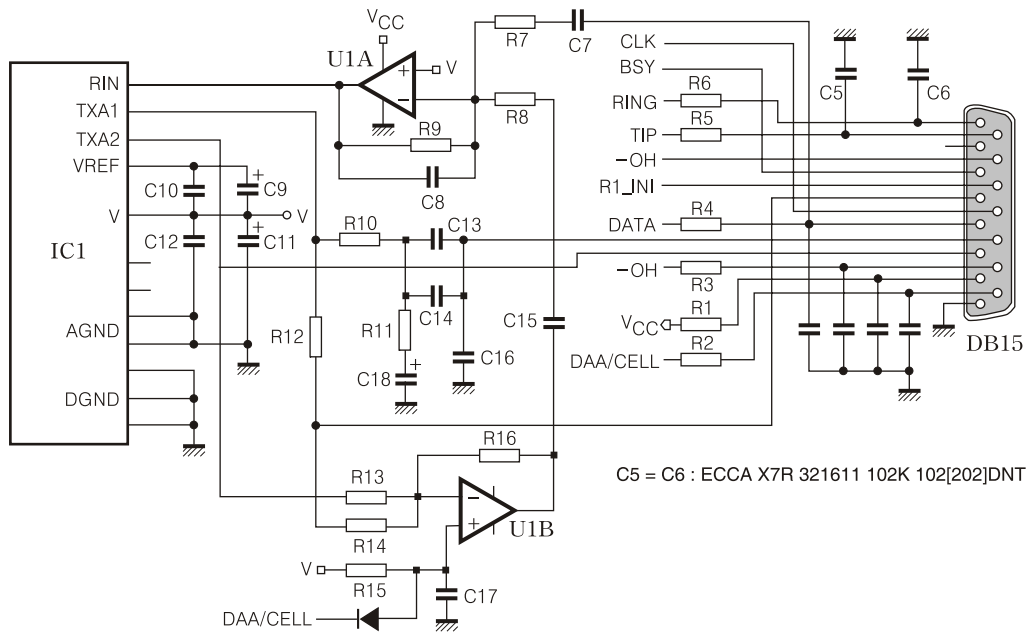 VCC
U1A
V
R7
C7
CLK
BSY
C5
C6
RIN
TXA1
TXA2
VREF
V
IC1
AGND
DGND
R8
R9
C8
RING
R6
TIP
R5
–OH
R1_INI
DATA
R4
C10
C9
C12
C11
V
R10
C13
C14
R11
R12
C18
C16
C15
–OH
R3
R1
VCC
R2
DAA/CELL
DB15
R16
R13
R14
U1B
V
R15
C17
DAA/CELL
C5 = C6 : ECCA X7R 321611 102K 102[202]DNT